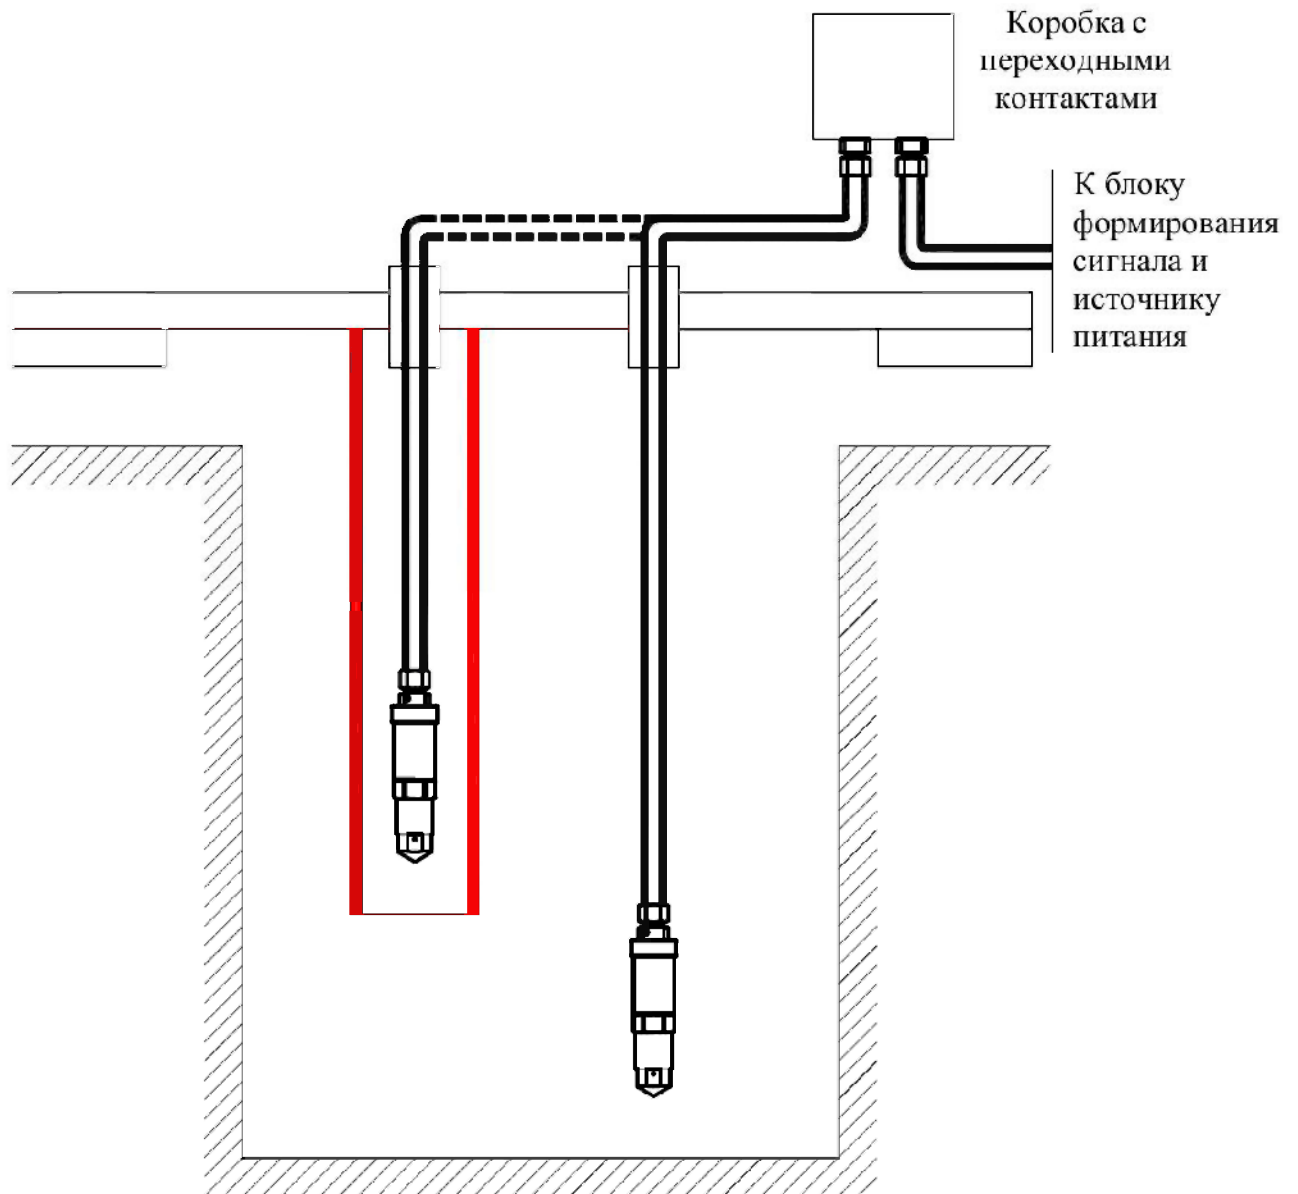 Коробка с
переходными
контактами
К блоку
формирования
сигнала и
источнику
питания